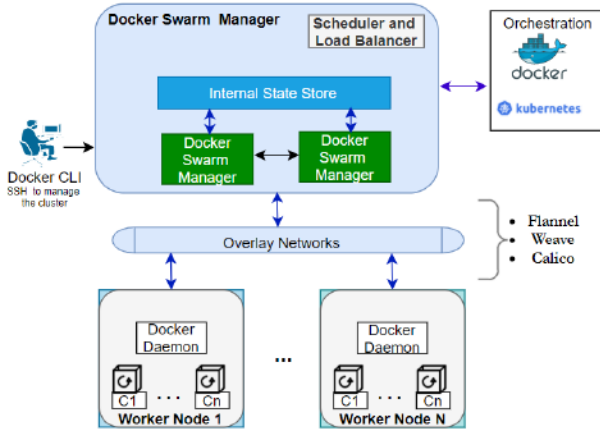 Docker Swarm Manager
Scheduler and
Load Balancer
Orchestration
docker
kubernetes
Internal State Store
Docker
Swarm
Manager
Docker
Swarm
Manager
Docker CLI
SSH to manage
the cluster
Overlay Networks
• Flannel
• Weave
• Calico
Docker
Daemon
C1
...
Cn
Worker Node 1
...
Docker
Daemon
C1
...
Cn
Worker Node N